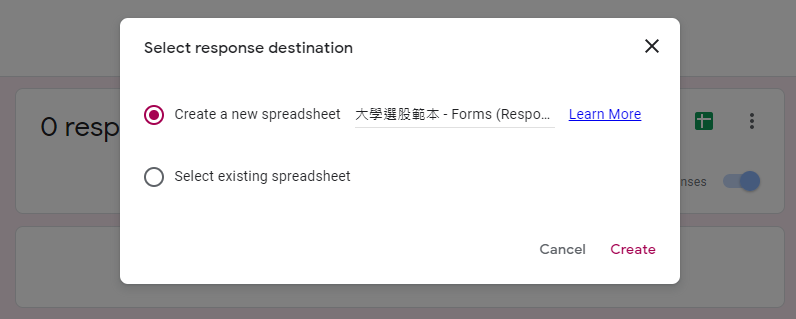 Select response destination
Create a new spreadsheet 大學選股範本 - Forms (Respo... Learn More
Select existing spreadsheet
Cancel Create
0 resp
nses